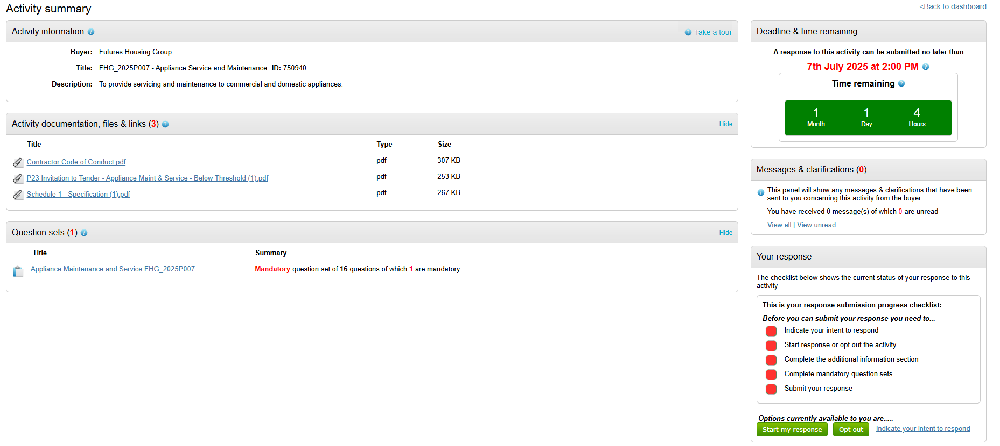 Activity summary
<Back to dashboard
Activity information
Take a tour
Buyer: Futures Housing Group
Title: FHG_2025P007 - Appliance Service and Maintenance ID: 750940
Description: To provide servicing and maintenance to commercial and domestic appliances.
Activity documentation, files & links (3)
Hide
Title Type Size
Contractor Code of Conduct.pdf pdf 307 KB
P23 Invitation to Tender - Appliance Maint & Service - Below Threshold (1).pdf pdf 253 KB
Schedule 1 - Specification (1).pdf pdf 267 KB
Question sets (1)
Hide
Title Summary
Appliance Maintenance and Service FHG_2025P007 Mandatory question set of 16 questions of which 1 are mandatory
Deadline & time remaining
A response to this activity can be submitted no later than
7th July 2025 at 2:00 PM
Time remaining
1 1 4
Month Day Hours
Messages & clarifications (0)
This panel will show any messages & clarifications that have been
sent to you concerning this activity from the buyer
You have received 0 message(s) of which 0 are unread
View all | View unread
Your response
The checklist below shows the current status of your response to this
activity
This is your response submission progress checklist:
Before you can submit your response you need to...
Indicate your intent to respond
Start response or opt out the activity
Complete the additional information section
Complete mandatory question sets
Submit your response
Options currently available to you are.....
Start my response Opt out Indicate your intent to respond